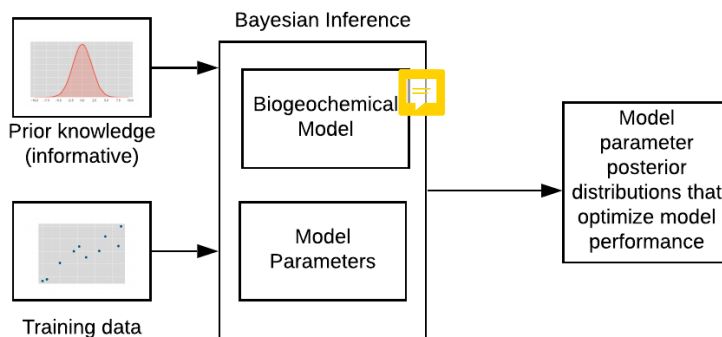 Bayesian Inference
Prior knowledge
(informative)
Biogeochemical
Model
Model
Parameters
Training data
Model
parameter
posterior
distributions that
optimize model
performance